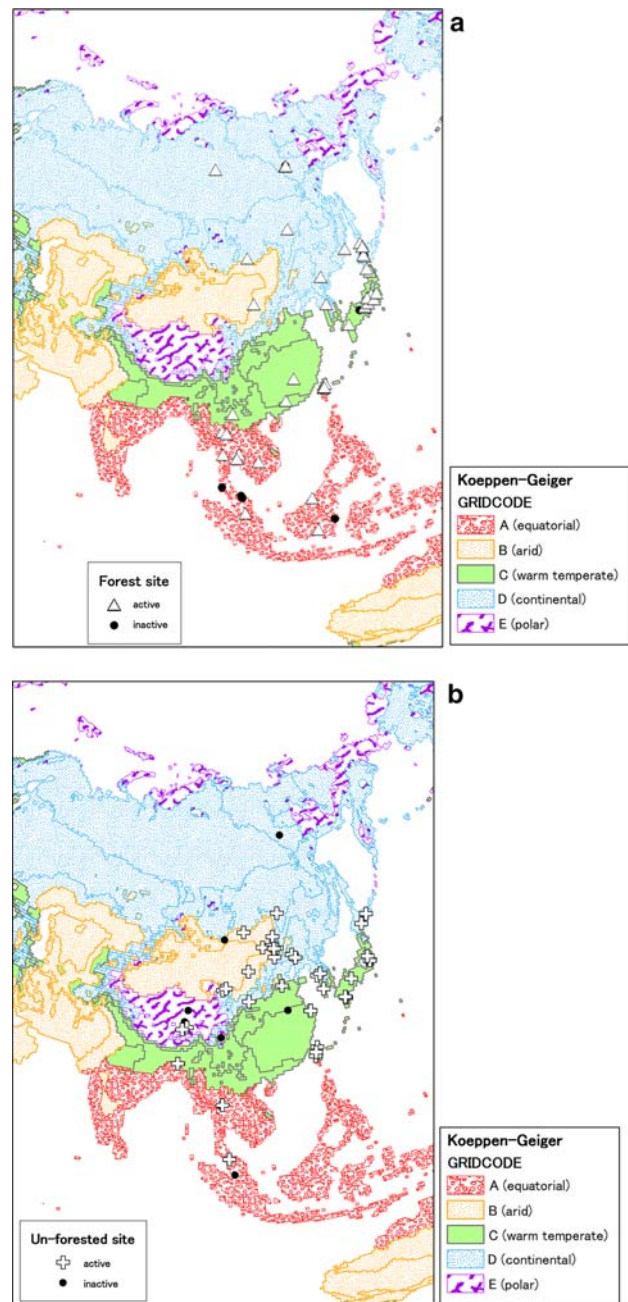 a
Koeppen-Geiger
GRIDCODE
A (equatorial)
B (arid)
C (warm temperate)
D (continental)
E (polar)
Forest site
active
inactive
b
Koeppen-Geiger
GRIDCODE
A (equatorial)
B (arid)
C (warm temperate)
D (continental)
E (polar)
Un-forested site
active
inactive